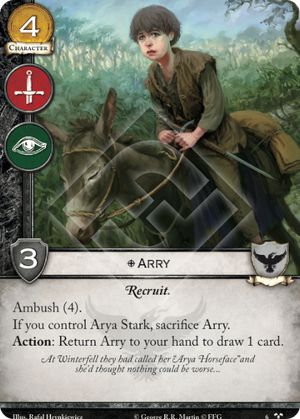 4
CHARACTER
3
ARRY
Recruit.
Ambush (4).
If you control Arya Stark, sacrifice Arry.
Action: Return Arry to your hand to draw 1 card.
At Winterfell they had called her "Arya Horseface" and
she'd thought nothing could be worse...
Illus. Rafał Hrynkiewicz
© George R.R. Martin © FFG
6